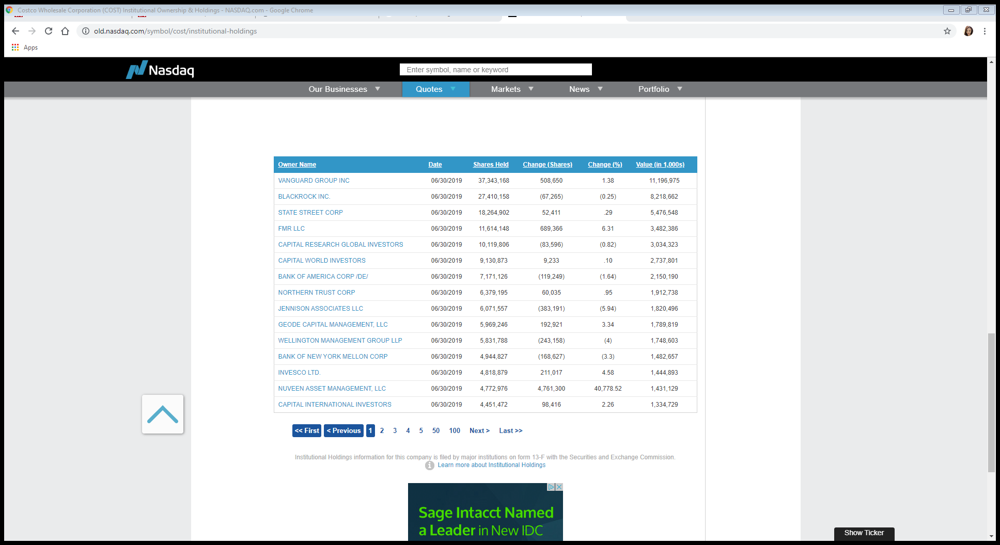 Costco Wholesale Corporation (COST) Institutional Ownership & Holdings - NASDAQ.com - Google Chrome
old.nasdaq.com/symbol/cost/institutional-holdings
Apps
Nasdaq
Enter symbol, name or keyword
Our Businesses Quotes Markets News Portfolio
Owner Name Date Shares Held Change (Shares) Change (%) Value (in 1,000s)
VANGUARD GROUP INC 06/30/2019 37,343,168 508,650 1.38 11,196,975
BLACKROCK INC. 06/30/2019 27,410,158 (67,265) (0.25) 8,218,662
STATE STREET CORP 06/30/2019 18,264,902 52,411 .29 5,476,548
FMR LLC 06/30/2019 11,614,148 689,366 6.31 3,482,386
CAPITAL RESEARCH GLOBAL INVESTORS 06/30/2019 10,119,806 (83,596) (0.82) 3,034,323
CAPITAL WORLD INVESTORS 06/30/2019 9,130,873 9,233 .10 2,737,801
BANK OF AMERICA CORP /DE/ 06/30/2019 7,171,126 (119,249) (1.64) 2,150,190
NORTHERN TRUST CORP 06/30/2019 6,379,195 60,035 .95 1,912,738
JENNISON ASSOCIATES LLC 06/30/2019 6,071,557 (383,191) (5.94) 1,820,496
GEODE CAPITAL MANAGEMENT, LLC 06/30/2019 5,969,246 192,921 3.34 1,789,819
WELLINGTON MANAGEMENT GROUP LLP 06/30/2019 5,831,788 (243,158) (4) 1,748,603
BANK OF NEW YORK MELLON CORP 06/30/2019 4,944,827 (168,627) (3.3) 1,482,657
INVESCO LTD. 06/30/2019 4,818,879 211,017 4.58 1,444,893
NUVEEN ASSET MANAGEMENT, LLC 06/30/2019 4,772,976 4,761,300 40,778.52 1,431,129
CAPITAL INTERNATIONAL INVESTORS 06/30/2019 4,451,472 98,416 2.26 1,334,729
<< First < Previous 1 2 3 4 5 50 100 Next > Last >>
Institutional Holdings information for this company is filed by major institutions on form 13-F with the Securities and Exchange Commission.
Learn more about Institutional Holdings
Sage Intacct Named
a Leader in New IDC
Show Ticker